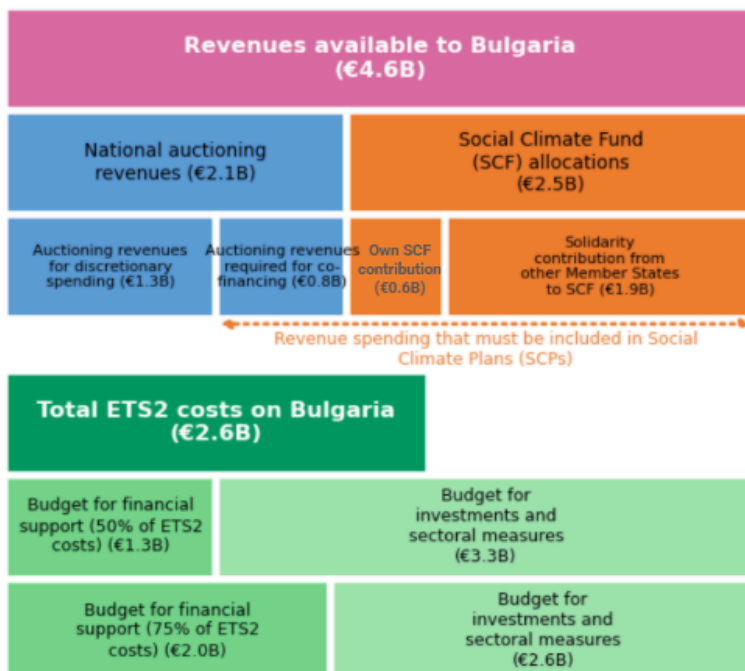 Revenues available to Bulgaria
(€4.6B)
National auctioning
revenues (€2.1B)
Social Climate Fund
(SCF) allocations
(€2.5B)
Auctioning revenues
for discretionary
spending (€1.3B)
Auctioning revenues
required for co-
financing (€0.8B)
Own SCF
contribution
(€0.6B)
Solidarity
contribution from
other Member States
to SCF (€1.9B)
Revenue spending that must be included in Social
Climate Plans (SCPs)
Total ETS2 costs on Bulgaria
(€2.6B)
Budget for financial
support (50% of ETS2
costs) (€1.3B)
Budget for
investments and
sectoral measures
(€3.3B)
Budget for financial
support (75% of ETS2
costs) (€2.0B)
Budget for
investments and
sectoral measures
(€2.6B)